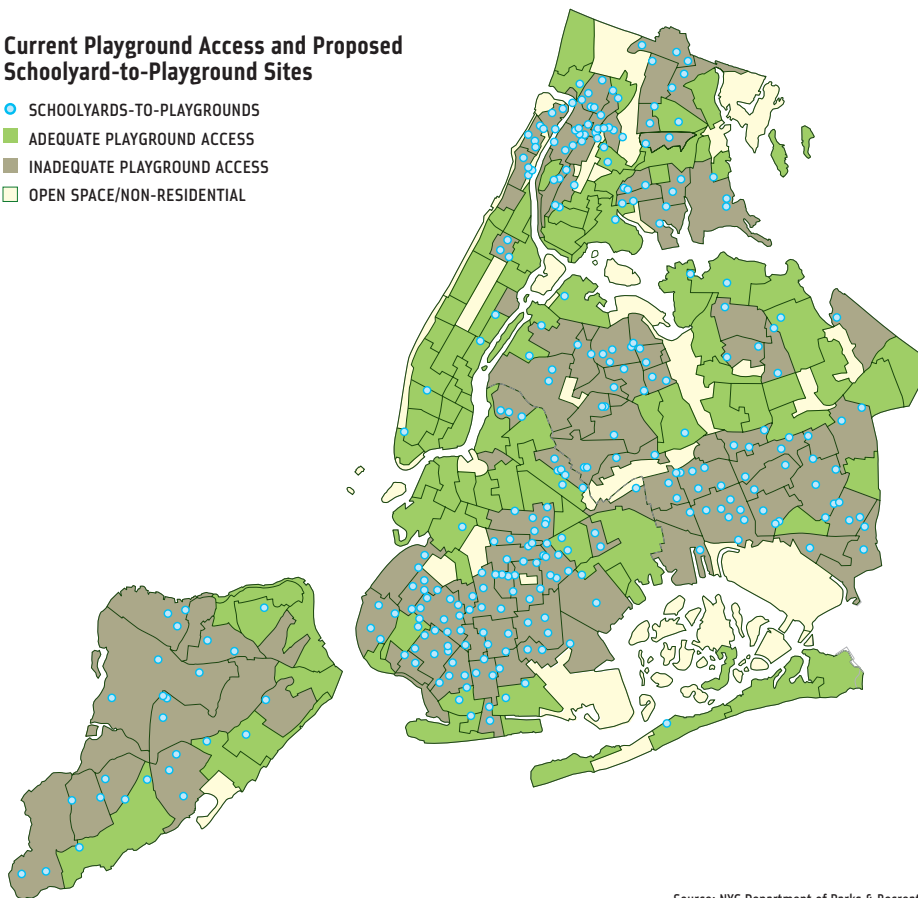 Current Playground Access and Proposed
Schoolyard-to-Playground Sites
SCHOOLYARDS-TO-PLAYGROUNDS
ADEQUATE PLAYGROUND ACCESS
INADEQUATE PLAYGROUND ACCESS
OPEN SPACE/NON-RESIDENTIAL
Source: NYC Department of Parks & Recreat